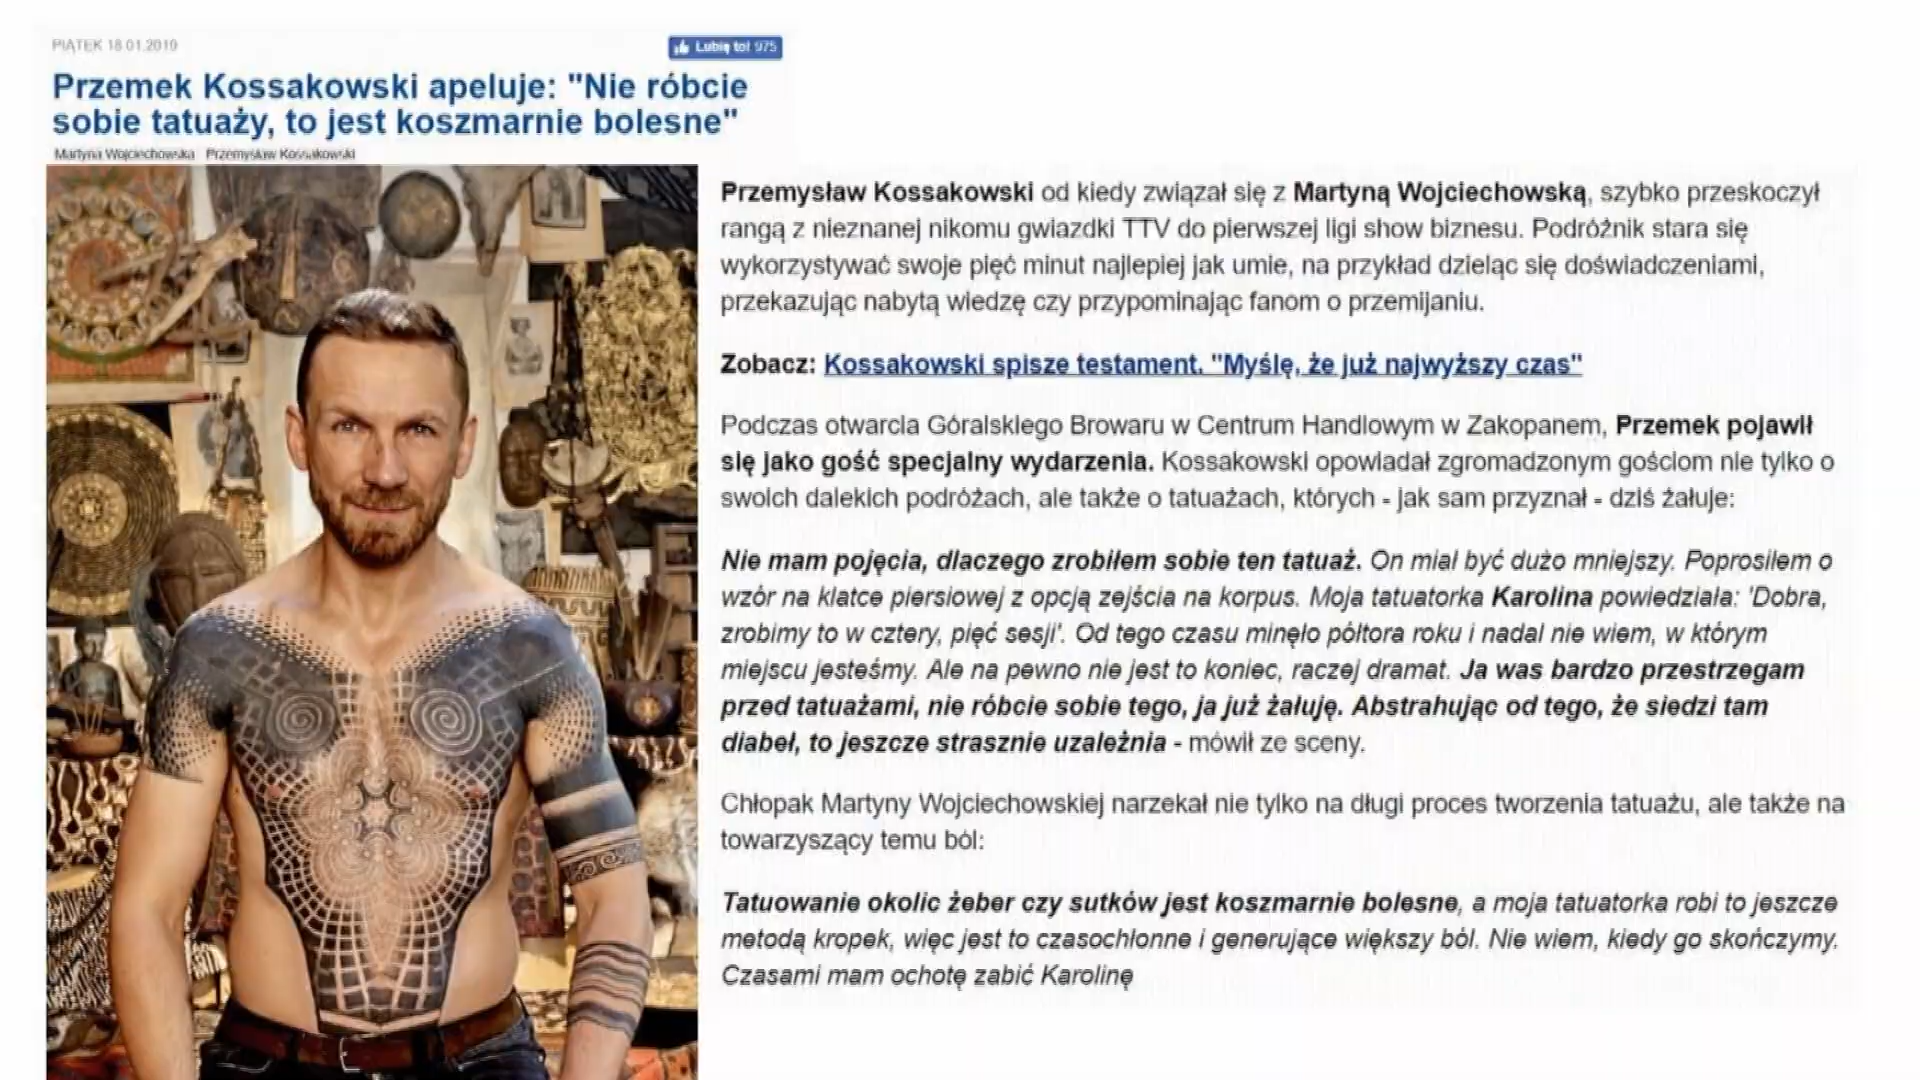 PIĄTEK 18.01.2019
Lubię to! 975
Przemek Kossakowski apeluje: "Nie róbcie
sobie tatuaży, to jest koszmarnie bolesne"
Martyna Wojciechowska Przemysław Kossakowski
Przemysław Kossakowski od kiedy związał się z Martyną Wojciechowską, szybko przeskoczył
rangą z nieznanej nikomu gwiazdki TTV do pierwszej ligi show biznesu. Podróżnik stara się
wykorzystywać swoje pięć minut najlepiej jak umie, na przykład dzieląc się doświadczeniami,
przekazując nabytą wiedzę czy przypominając fanom o przemijaniu.
Zobacz: Kossakowski spisze testament. "Myślę, że już najwyższy czas"
Podczas otwarcia Góralskiego Browaru w Centrum Handlowym w Zakopanem, Przemek pojawił
się jako gość specjalny wydarzenia. Kossakowski opowiadał zgromadzonym gościom nie tylko o
swoich dalekich podróżach, ale także o tatuażach, których - jak sam przyznał - dziś żałuje:
Nie mam pojęcia, dlaczego zrobiłem sobie ten tatuaż. On miał być dużo mniejszy. Poprosiłem o
wzór na klatce piersiowej z opcją zejścia na korpus. Moja tatuatorka Karolina powiedziała: 'Dobra,
zrobimy to w cztery, pięć sesji'. Od tego czasu minęło półtora roku i nadal nie wiem, w którym
miejscu jesteśmy. Ale na pewno nie jest to koniec, raczej dramat. Ja was bardzo przestrzegam
przed tatuażami, nie róbcie sobie tego, ja już żałuję. Abstrahując od tego, że siedzi tam
diabeł, to jeszcze strasznie uzależnia - mówił ze sceny.
Chłopak Martyny Wojciechowskiej narzekał nie tylko na długi proces tworzenia tatuażu, ale także na
towarzyszący temu ból:
Tatuowanie okolic żeber czy sutków jest koszmarnie bolesne, a moja tatuatorka robi to jeszcze
metodą kropek, więc jest to czasochłonne i generujące większy ból. Nie wiem, kiedy go skończymy.
Czasami mam ochotę zabić Karolinę